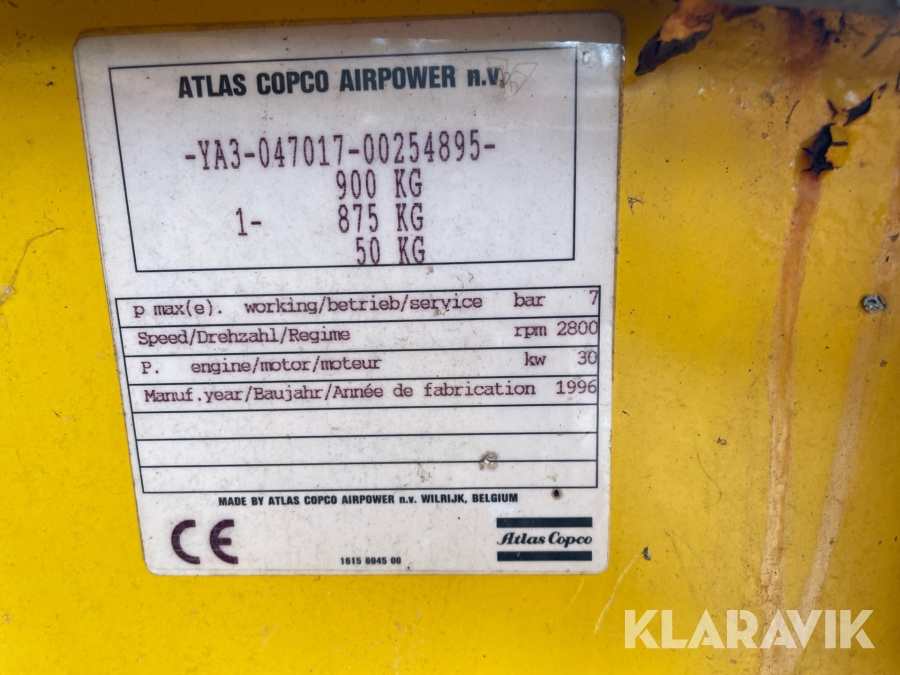 ATLAS COPCO AIRPOWER n.v.
-YA3-047017-00254895-
900 KG
1- 875 KG
50 KG
p max(e). working/betrieb/service bar 7
Speed/Drehzahl/Regime rpm 2800
P. engine/motor/moteur kw 30
Manuf.year/Baujahr/Année de fabrication 1996
MADE BY ATLAS COPCO AIRPOWER n.v. WILRIJK, BELGIUM
CE
1615 6945 00
Atlas Copco
KLARAVIK